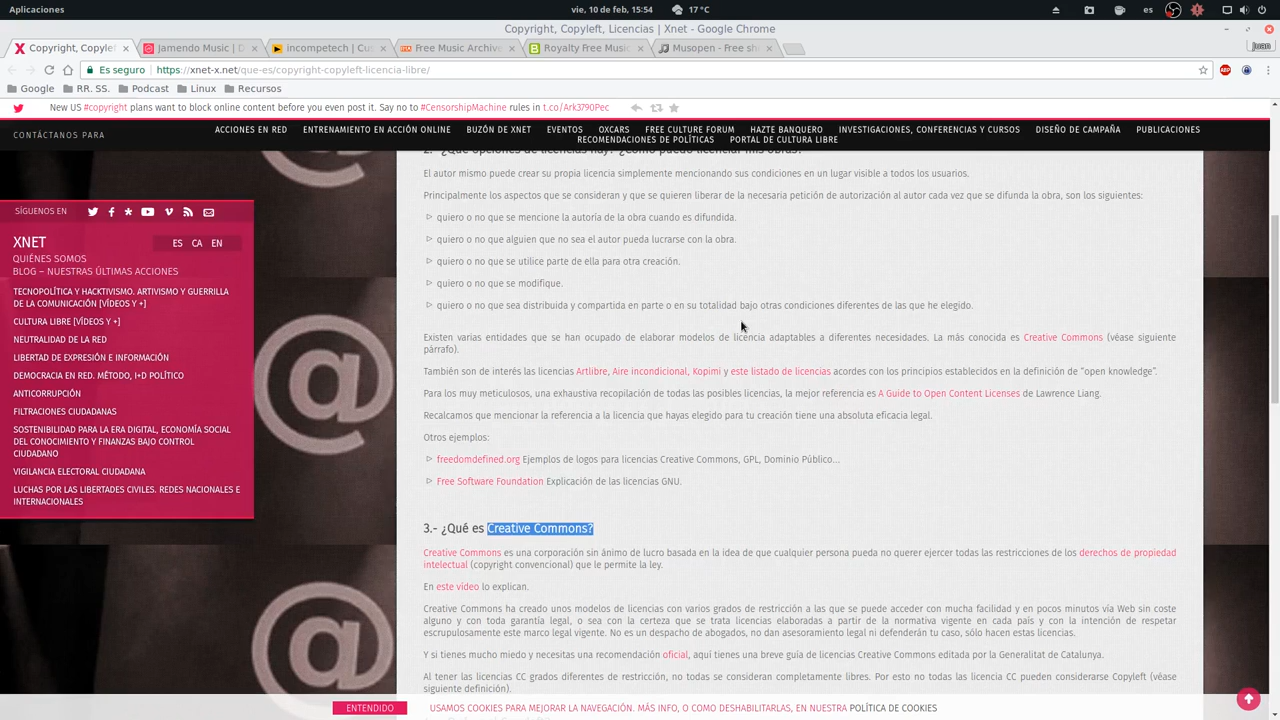 Aplicaciones
vie, 10 de feb, 15:54
17 °C
es
Copyright, Copyleft, Licencias | Xnet - Google Chrome
Copyright, Copylef
Jamendo Music | D
Incompetech | Cus
Free Music Archive
Royalty Free Music
Musopen - Free sh
juan
Es seguro
https://xnet-x.net/que-es/copyright-copyleft-licencia-libre/
ABP
Google
RR. SS.
Podcast
Linux
Recursos
New US #copyright plans want to block online content before you even post it. Say no to #CensorshipMachine rules in t.co/Ark3790Pec
CONTÁCTANOS PARA
ACCIONES EN RED
ENTRENAMIENTO EN ACCIÓN ONLINE
BUZÓN DE XNET
EVENTOS
OXCARS
FREE CULTURE FORUM
HAZTE BANQUERO
INVESTIGACIONES, CONFERENCIAS Y CURSOS
DISEÑO DE CAMPAÑA
PUBLICACIONES
RECOMENDACIONES DE POLÍTICAS
PORTAL DE CULTURA LIBRE
2.- ¿Qué opciones de licencias hay? ¿Cómo puedo licenciar mis obras?
El autor mismo puede crear su propia licencia simplemente mencionando sus condiciones en un lugar visible a todos los usuarios.
Principalmente los aspectos que se consideran y que se quieren liberar de la necesaria petición de autorización al autor cada vez que se difunda la obra, son los siguientes:
quiero o no que se mencione la autoría de la obra cuando es difundida.
quiero o no que alguien que no sea el autor pueda lucrarse con la obra.
quiero o no que se utilice parte de ella para otra creación.
quiero o no que se modifique.
quiero o no que sea distribuida y compartida en parte o en su totalidad bajo otras condiciones diferentes de las que he elegido.
Existen varias entidades que se han ocupado de elaborar modelos de licencia adaptables a diferentes necesidades. La más conocida es Creative Commons (véase siguiente
párrafo).
También son de interés las licencias Artlibre, Aire incondicional, Kopimi y este listado de licencias acordes con los principios establecidos en la definición de “open knowledge”.
Para los muy meticulosos, una exhaustiva recopilación de todas las posibles licencias, la mejor referencia es A Guide to Open Content Licenses de Lawrence Liang.
Recalcamos que mencionar la referencia a la licencia que hayas elegido para tu creación tiene una absoluta eficacia legal.
Otros ejemplos:
freedomdefined.org Ejemplos de logos para licencias Creative Commons, GPL, Dominio Público...
Free Software Foundation Explicación de las licencias GNU.
3.- ¿Qué es Creative Commons?
Creative Commons es una corporación sin ánimo de lucro basada en la idea de que cualquier persona pueda no querer ejercer todas las restricciones de los derechos de propiedad
intelectual (copyright convencional) que le permite la ley.
En este vídeo lo explican.
Creative Commons ha creado unos modelos de licencias con varios grados de restricción a las que se puede acceder con mucha facilidad y en pocos minutos vía Web sin coste
alguno y con toda garantía legal, o sea con la certeza que se trata licencias elaboradas a partir de la normativa vigente en cada país y con la intención de respetar
escrupulosamente este marco legal vigente. No es un despacho de abogados, no dan asesoramiento legal ni defenderán tu caso, sólo hacen estas licencias.
Y si tienes mucho miedo y necesitas una recomendación oficial, aquí tienes una breve guía de licencias Creative Commons editada por la Generalitat de Catalunya.
Al tener las licencias CC grados diferentes de restricción, no todas se consideran completamente libres. Por esto no todas las licencia CC pueden considerarse Copyleft (véase
siguiente definición).
SÍGUENOS EN
XNET
ES CA EN
QUIÉNES SOMOS
BLOG – NUESTRAS ÚLTIMAS ACCIONES
TECNOPOLÍTICA Y HACKTIVISMO. ARTIVISMO Y GUERRILLA
DE LA COMUNICACIÓN [VÍDEOS Y +]
CULTURA LIBRE [VÍDEOS Y +]
NEUTRALIDAD DE LA RED
LIBERTAD DE EXPRESIÓN E INFORMACIÓN
DEMOCRACIA EN RED. MÉTODO, I+D POLÍTICO
ANTICORRUPCIÓN
FILTRACIONES CIUDADANAS
SOSTENIBILIDAD PARA LA ERA DIGITAL, ECONOMÍA SOCIAL
DEL CONOCIMIENTO Y FINANZAS BAJO CONTROL
CIUDADANO
VIGILANCIA ELECTORAL CIUDADANA
LUCHAS POR LAS LIBERTADES CIVILES. REDES NACIONALES E
INTERNACIONALES
ENTENDIDO
USAMOS COOKIES PARA MEJORAR LA NAVEGACIÓN. MÁS INFO, O COMO DESHABILITARLAS, EN NUESTRA POLÍTICA DE COOKIES